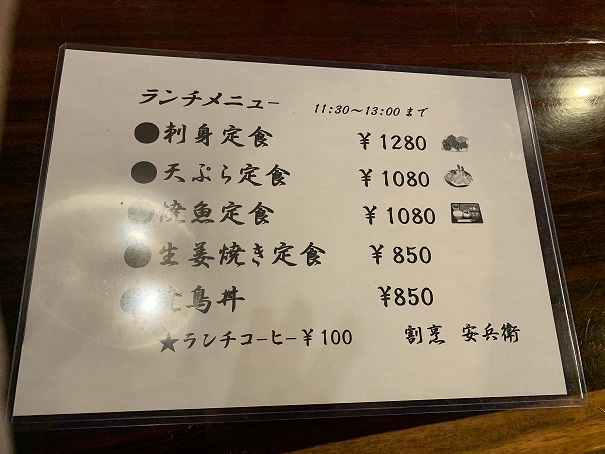 ランチメニュー 11:30〜13:00まで
●刺身定食 ¥1280
●天ぷら定食 ¥1080
●焼魚定食 ¥1080
●生姜焼き定食 ¥850
●鳥丼 ¥850
★ランチコーヒー¥100 割烹 安兵衛